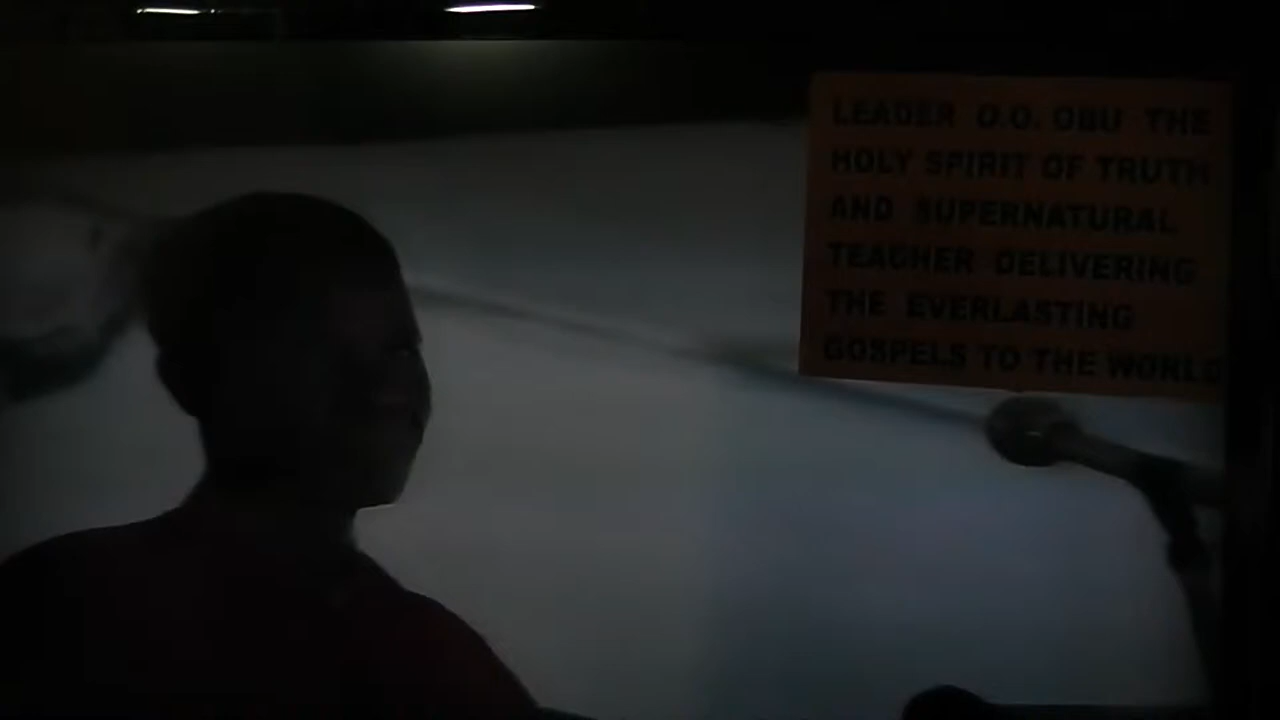 LEADER O.O. OBU THE
HOLY SPIRIT OF TRUTH
AND SUPERNATURAL
TEACHER DELIVERING
THE EVERLASTING
GOSPELS TO THE WORLD